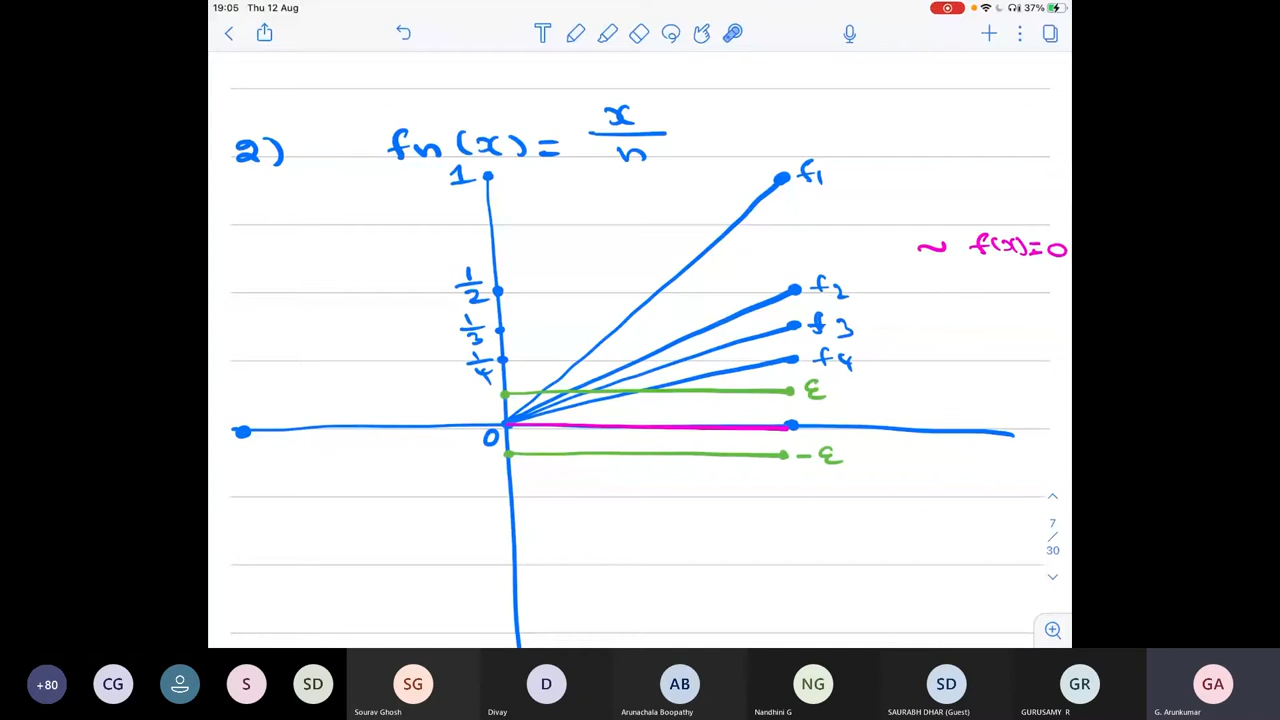 19:05 Thu 12 Aug
37%
2) fn(x) = x/n
1
f1
~ f(x)=0
1/2
f2
1/3
f3
1/4
f4
ε
0
-ε
7
/
30
+80
CG
S
SD
SG
D
AB
NG
SD
GR
GA
Sourav Ghosh
Divay
Arunachala Boopathy
Nandhini G
SAURABH DHAR (Guest)
GURUSAMY R
G. Arunkumar